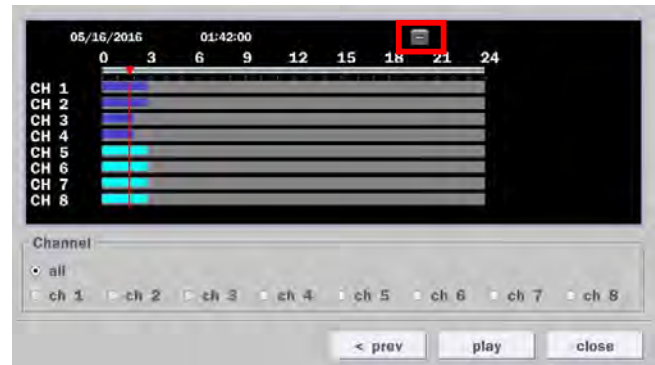 05/16/2016 01:42:00
0 3 6 9 12 15 18 21 24
CH 1
CH 2
CH 3
CH 4
CH 5
CH 6
CH 7
CH 8
Channel
all
ch 1 ch 2 ch 3 ch 4 ch 5 ch 6 ch 7 ch 8
< prev play close